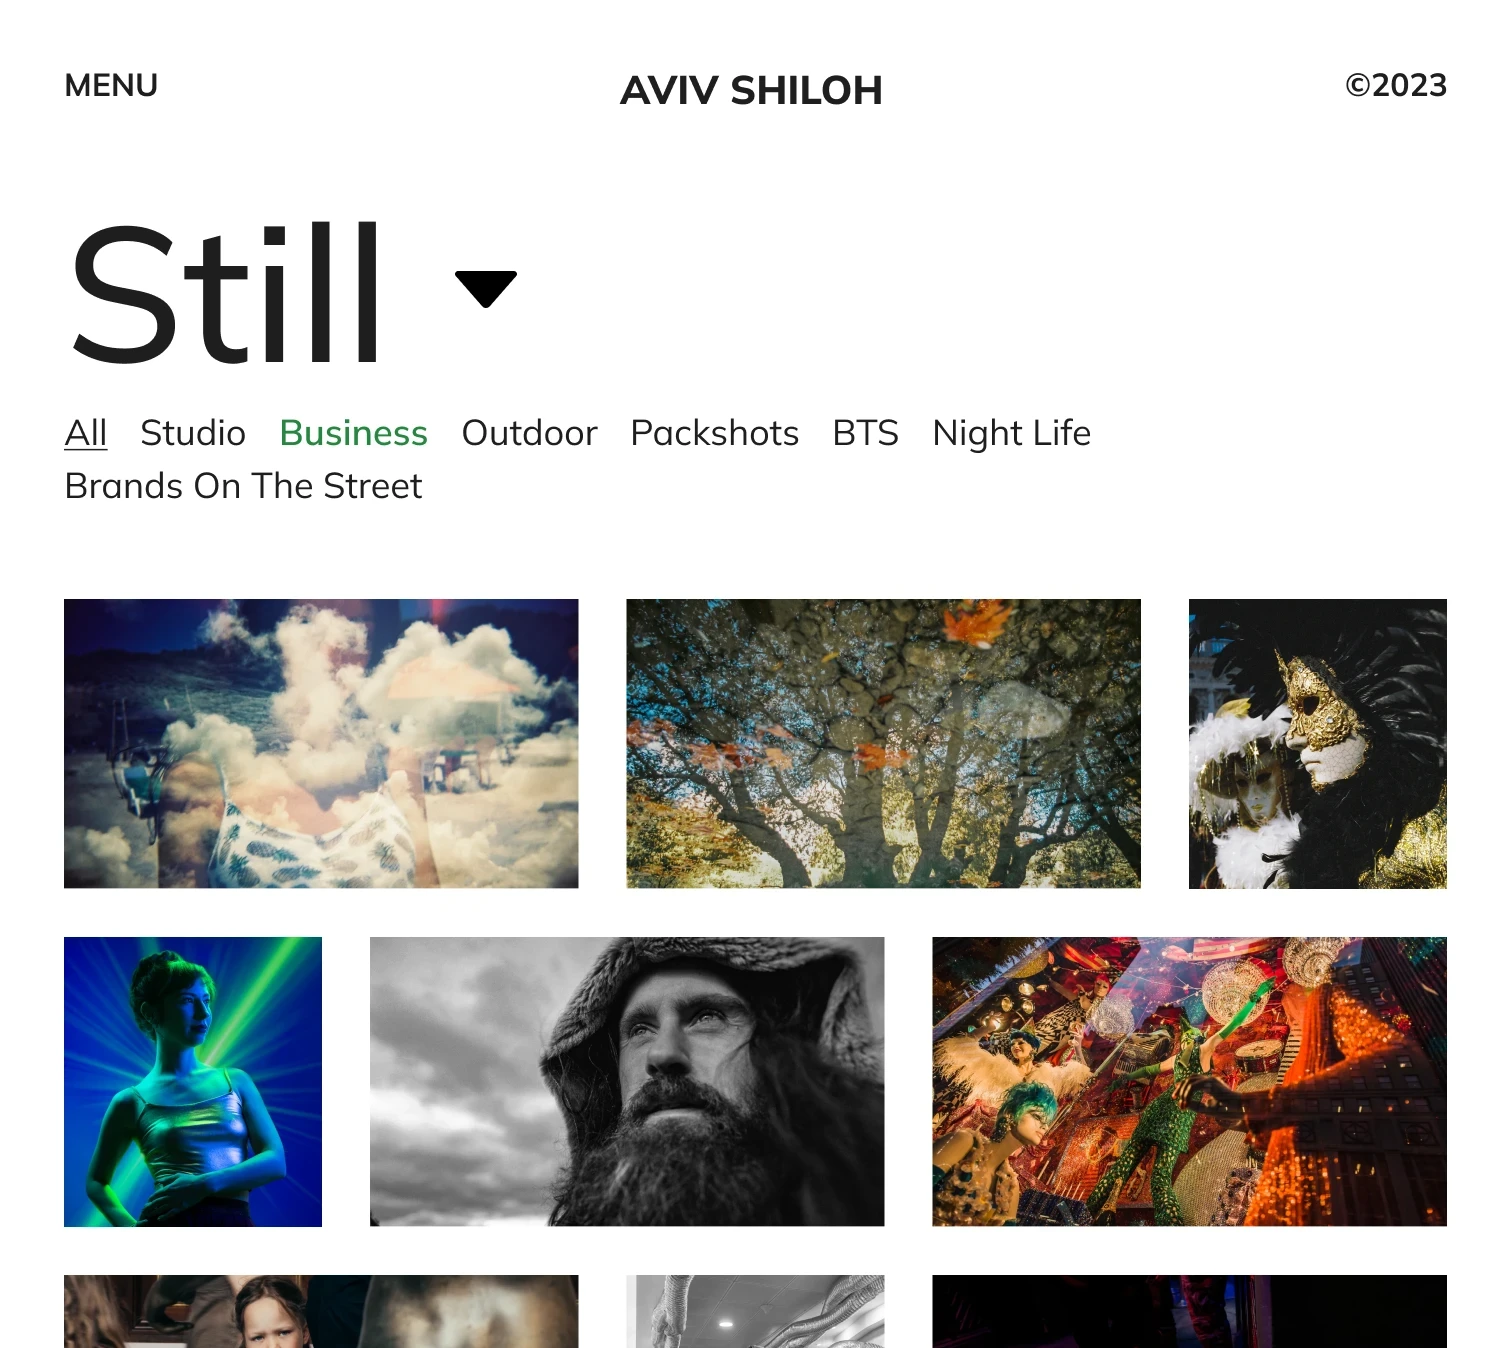 MENU
AVIV SHILOH
©2023
Still
All Studio Business Outdoor Packshots BTS Night Life
Brands On The Street